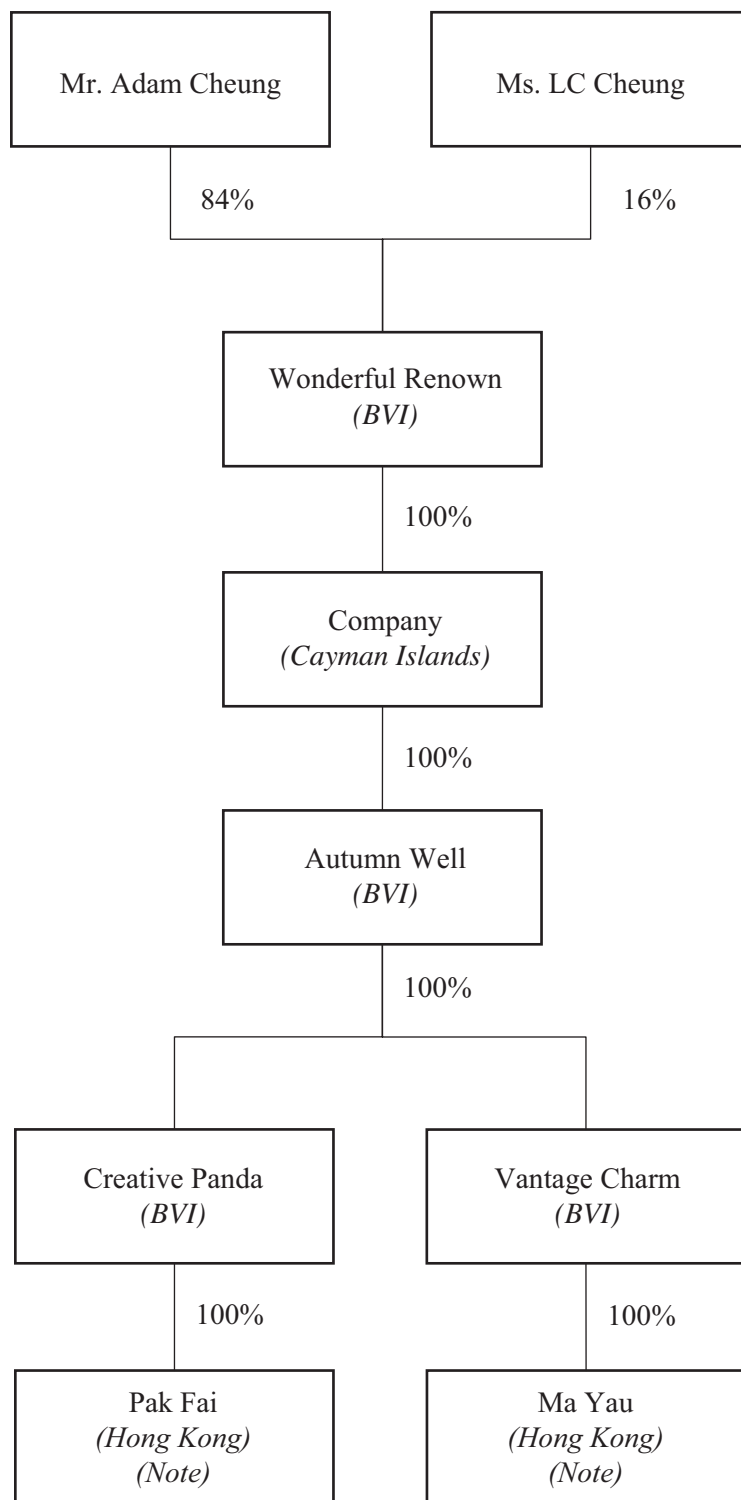 Mr. Adam Cheung
Ms. LC Cheung
84%
16%
Wonderful Renown
(BVI)
100%
Company
(Cayman Islands)
100%
Autumn Well
(BVI)
100%
Creative Panda
(BVI)
Vantage Charm
(BVI)
100%
100%
Pak Fai
(Hong Kong)
(Note)
Ma Yau
(Hong Kong)
(Note)